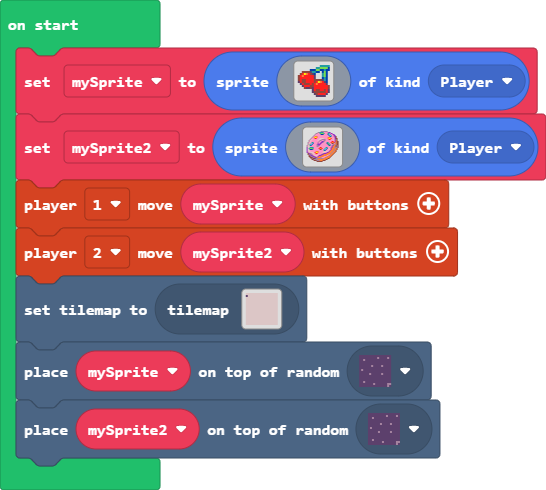 on start
set mySprite to sprite of kind Player
set mySprite2 to sprite of kind Player
player 1 move mySprite with buttons
player 2 move mySprite2 with buttons
set tilemap to tilemap
place mySprite on top of random
place mySprite2 on top of random